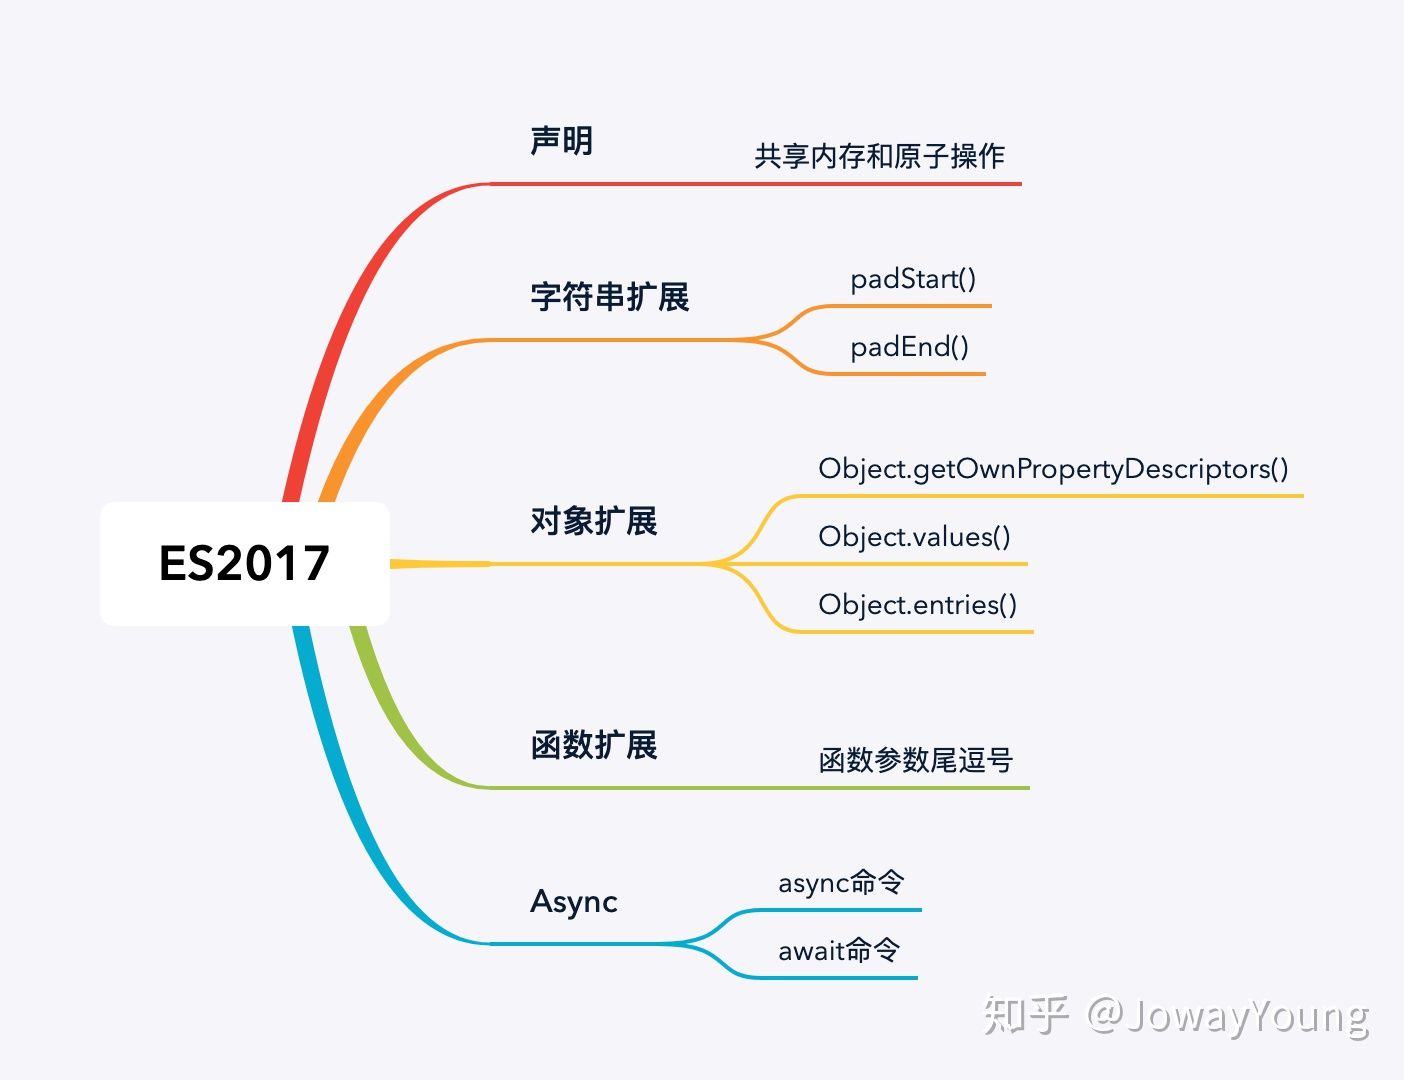 声明
共享内存和原子操作
字符串扩展
padStart()
padEnd()
对象扩展
Object.getOwnPropertyDescriptors()
Object.values()
Object.entries()
ES2017
函数扩展
函数参数尾逗号
Async
async命令
await命令
知乎 @JowayYoung